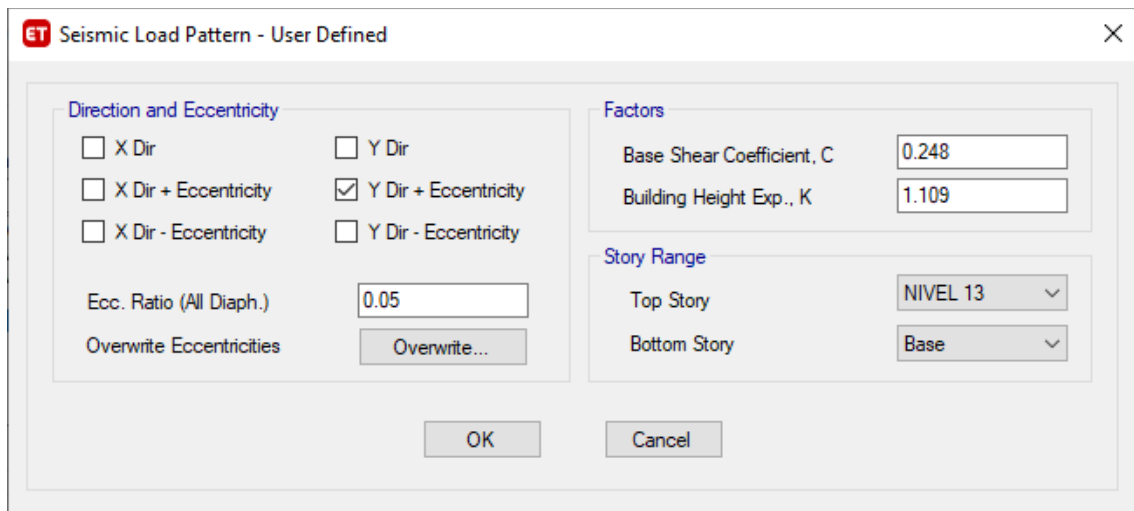 ET Seismic Load Pattern - User Defined
Direction and Eccentricity
X Dir
Y Dir
X Dir + Eccentricity
Y Dir + Eccentricity
X Dir - Eccentricity
Y Dir - Eccentricity
Ecc. Ratio (All Diaph.) 0.05
Overwrite Eccentricities Overwrite...
Factors
Base Shear Coefficient, C 0.248
Building Height Exp., K 1.109
Story Range
Top Story NIVEL 13
Bottom Story Base
OK
Cancel